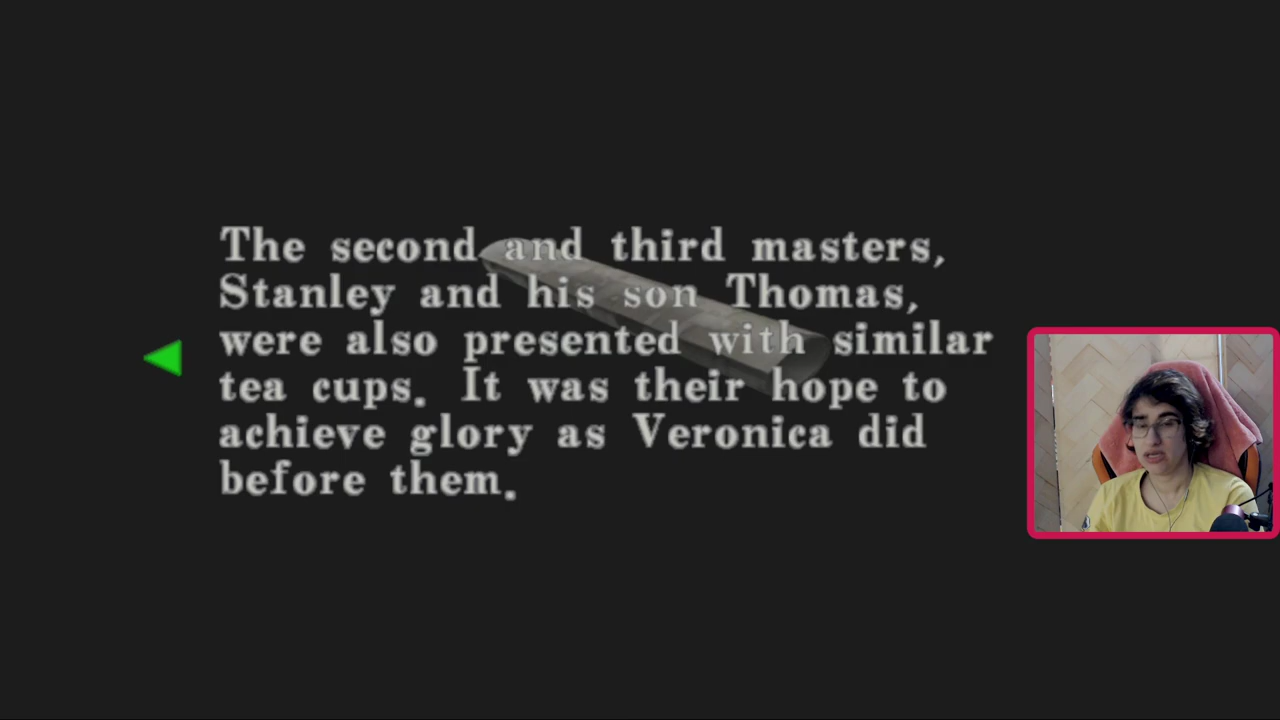 The second and third masters,
Stanley and his son Thomas,
were also presented with similar
tea cups. It was their hope to
achieve glory as Veronica did
before them.